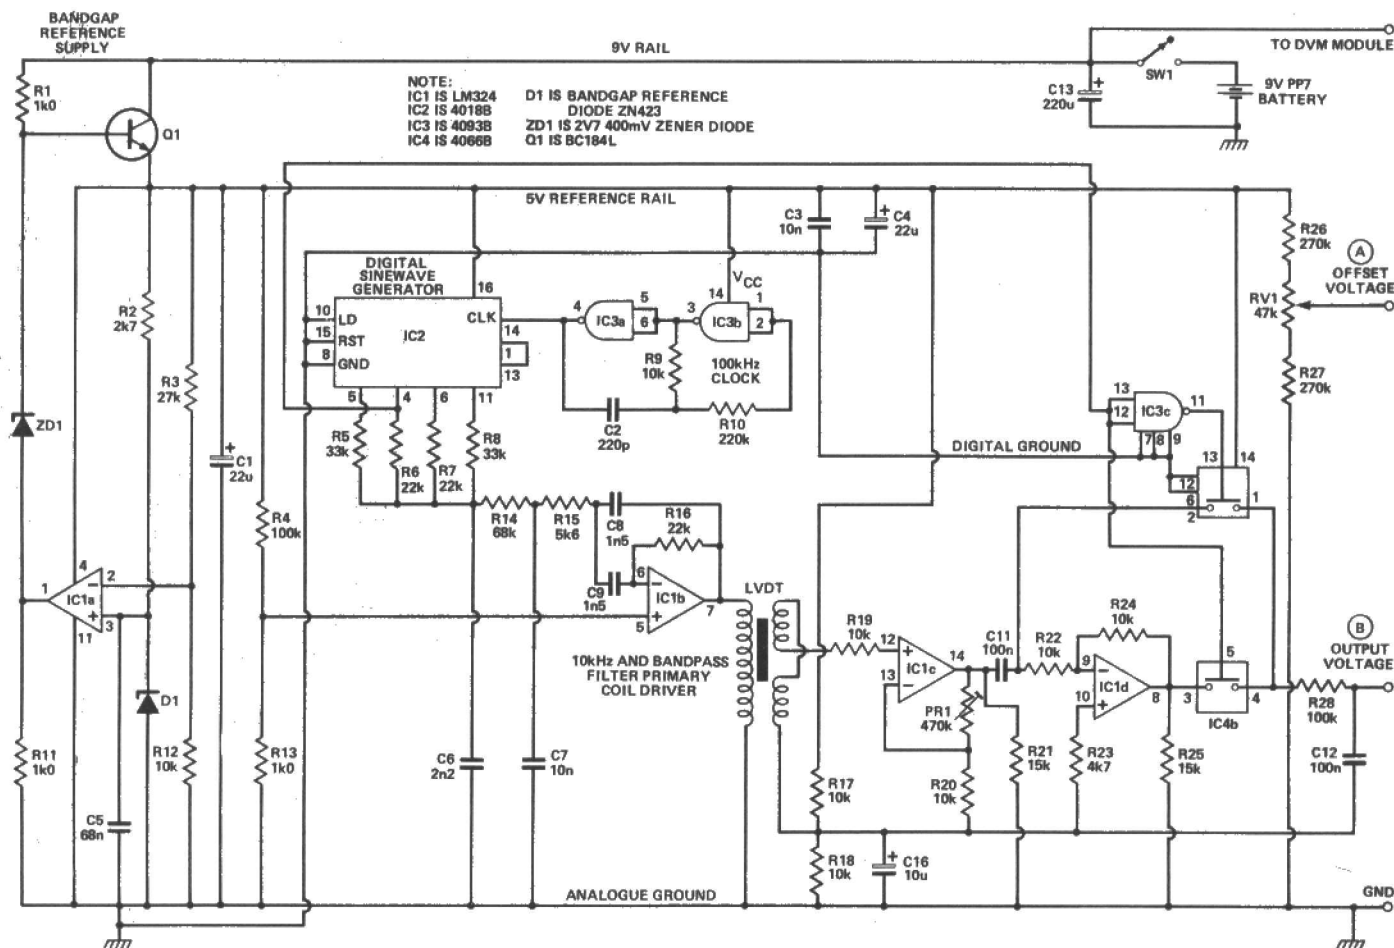 BANDGAP
REFERENCE
SUPPLY
9V RAIL
TO DVM MODULE
SW1
9V PP7
BATTERY
C13
220u
+
R1
1k0
Q1
NOTE:
IC1 IS LM324
IC2 IS 4018B
IC3 IS 4093B
IC4 IS 4066B
D1 IS BANDGAP REFERENCE
DIODE ZN423
ZD1 IS 2V7 400mV ZENER DIODE
Q1 IS BC184L
5V REFERENCE RAIL
C3
10n
+
C4
22u
R26
270k
A
OFFSET
VOLTAGE
RV1
47k
R27
270k
DIGITAL
SINEWAVE
GENERATOR
16
10
LD
15
RST
8
GND
IC2
CLK
14
1
13
5
4
6
11
4
IC3a
5
6
3
VCC
14
IC3b
1
2
100kHz
CLOCK
R9
10k
C2
220p
R10
220k
R2
2k7
R3
27k
ZD1
+
C1
22u
R5
33k
R6
22k
R7
22k
R8
33k
13
12
IC3c
11
7
8
9
DIGITAL GROUND
13
14
12
6
2
1
R4
100k
R14
68k
R15
5k6
C8
1n5
R16
22k
C9
1n5
6
−
IC1b
7
5
+
4
1
IC1a
−
2
+
3
11
LVDT
R19
10k
12
+
IC1c
14
13
−
C11
100n
R22
10k
R24
10k
9
−
IC1d
8
10
+
5
3
4
IC4b
B
OUTPUT
VOLTAGE
R28
100k
C12
100n
10kHz AND BANDPASS
FILTER PRIMARY
COIL DRIVER
D1
PR1
470k
R11
1k0
R12
10k
R13
1k0
C6
2n2
C7
10n
R17
10k
R20
10k
R21
15k
R23
4k7
R25
15k
C5
68n
R18
10k
+
C16
10u
ANALOGUE GROUND
GND